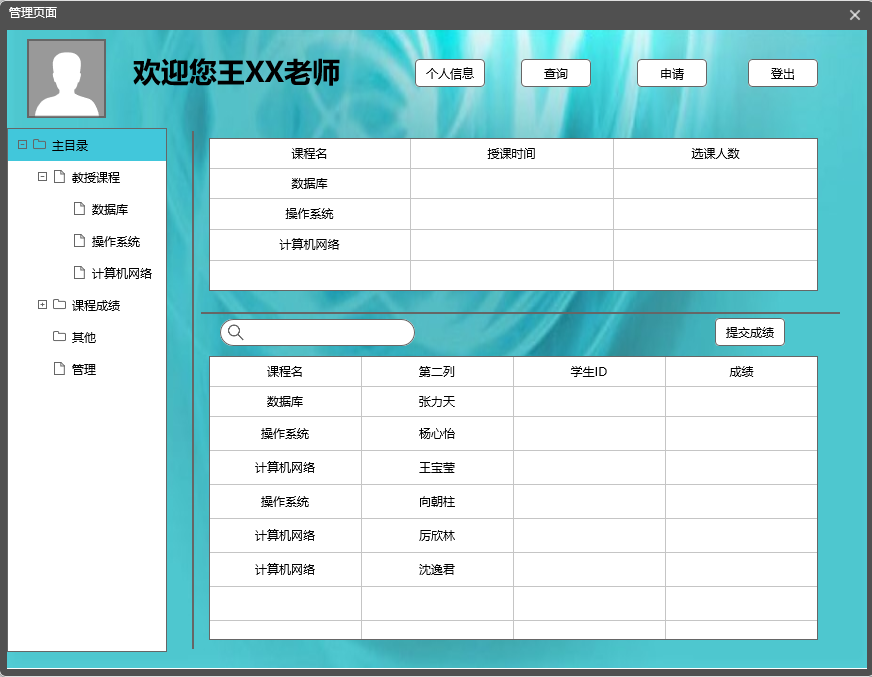 管理页面
欢迎您王XX老师
个人信息 查询 申请 登出
主目录
教授课程
数据库
操作系统
计算机网络
课程成绩
其他
管理
课程名 授课时间 选课人数
数据库
操作系统
计算机网络
提交成绩
课程名 第二列 学生ID 成绩
数据库 张力天
操作系统 杨心怡
计算机网络 王宝莹
操作系统 向朝柱
计算机网络 厉欣林
计算机网络 沈逸君